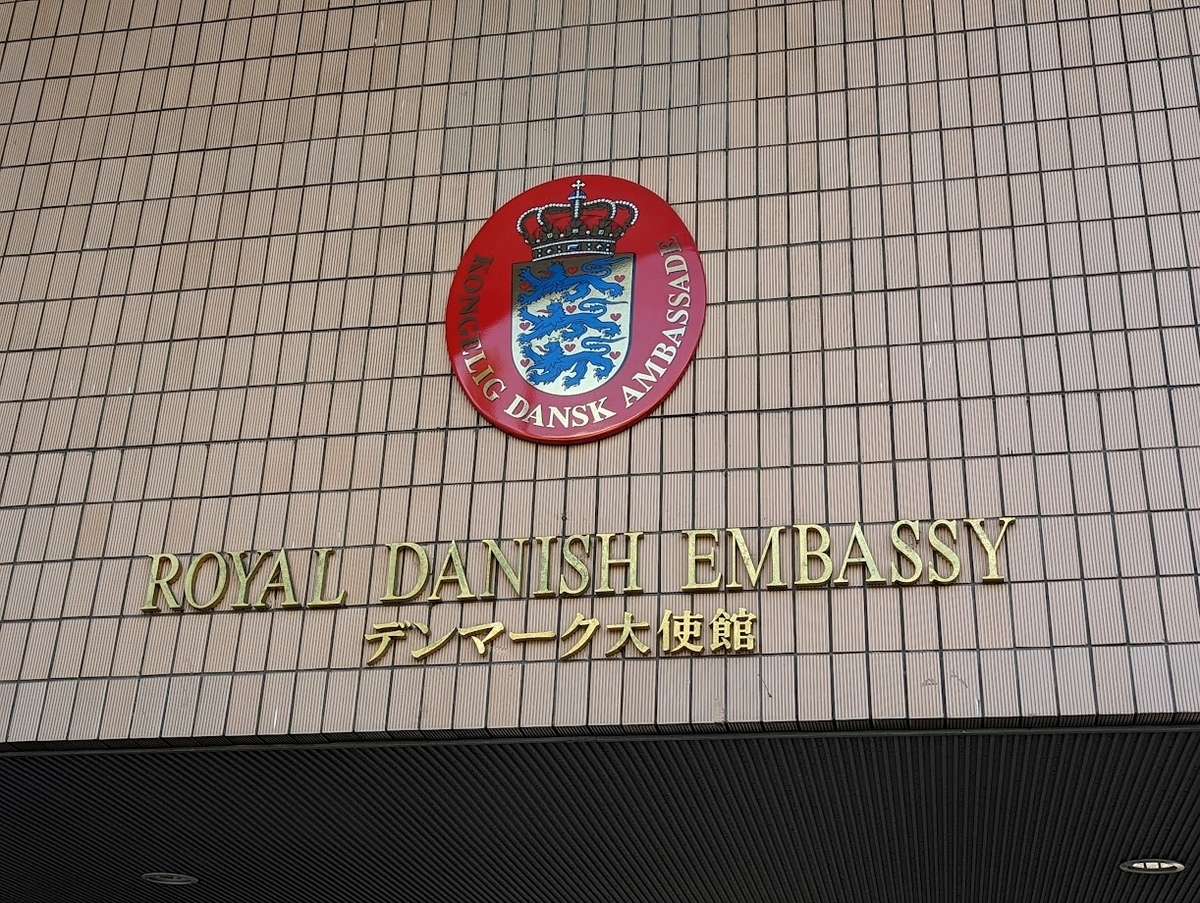 KONGELIG DANSK AMBASSADE
ROYAL DANISH EMBASSY
デンマーク大使館